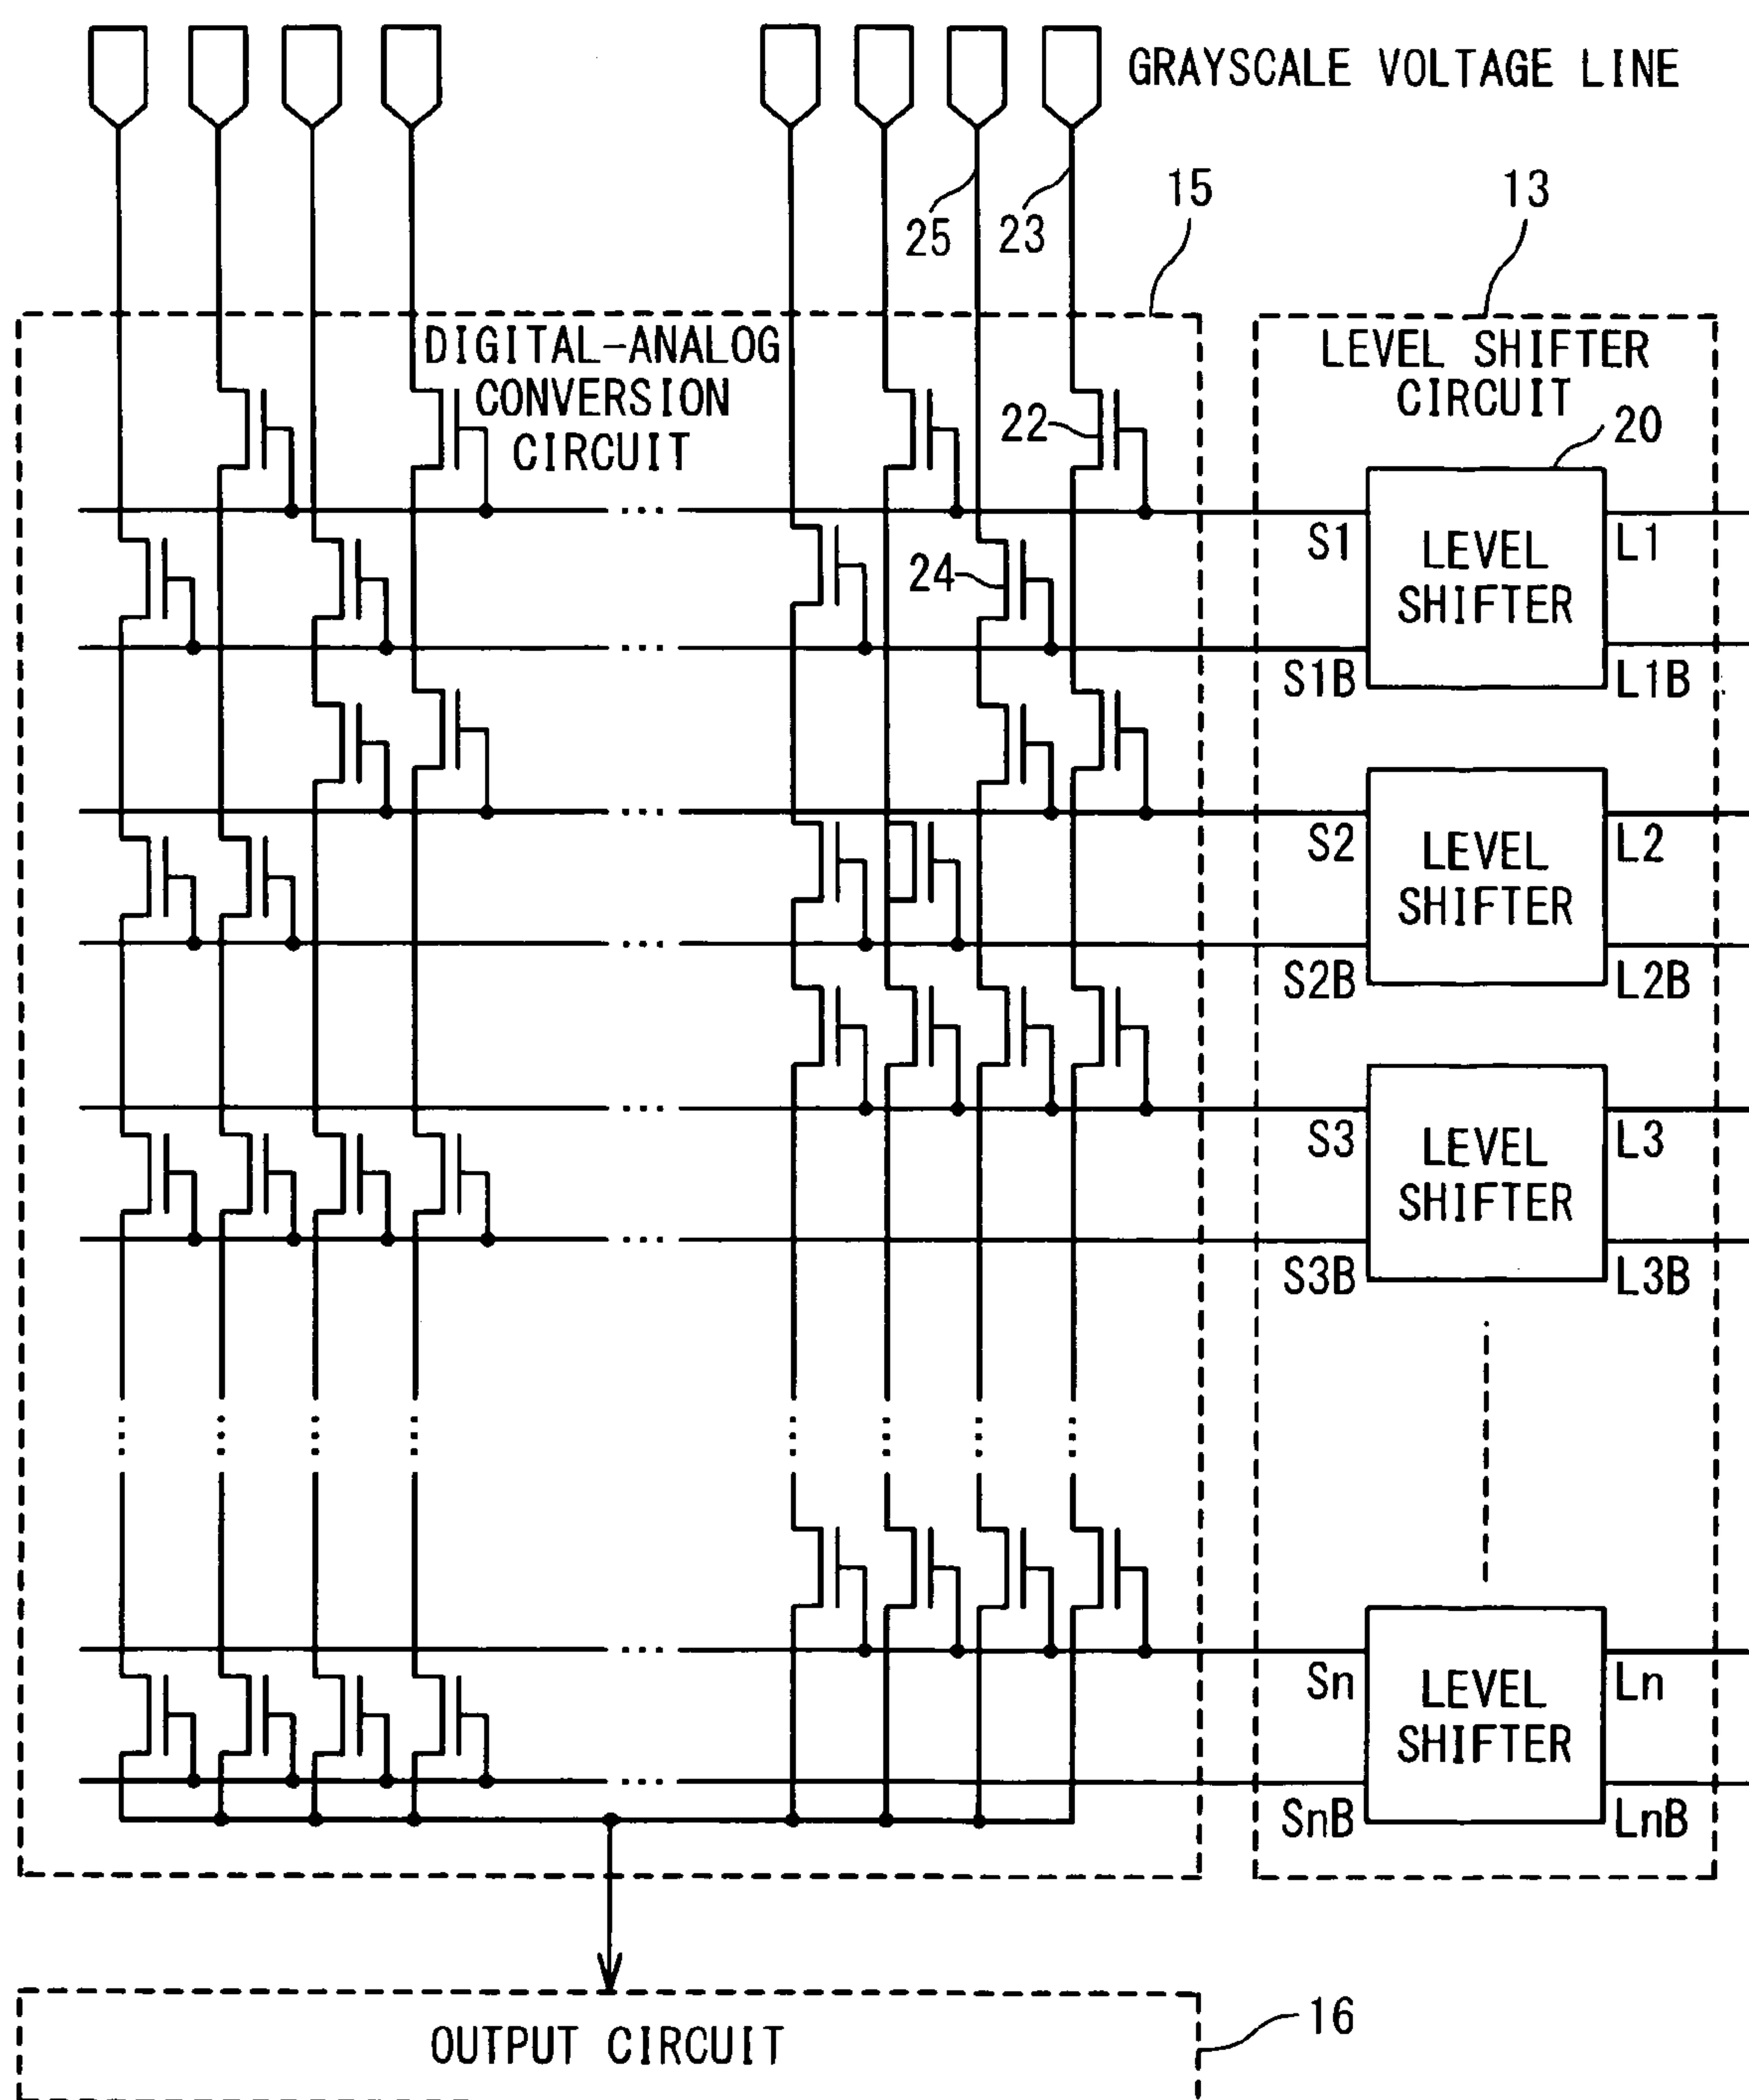 GRAYSCALE VOLTAGE LINE
15
13
25
23
DIGITAL-ANALOG
CONVERSION
CIRCUIT
LEVEL SHIFTER
CIRCUIT
22
20
24
S1
LEVEL
SHIFTER
L1
S1B
L1B
S2
LEVEL
SHIFTER
L2
S2B
L2B
S3
LEVEL
SHIFTER
L3
S3B
L3B
Sn
LEVEL
SHIFTER
Ln
SnB
LnB
OUTPUT CIRCUIT
16